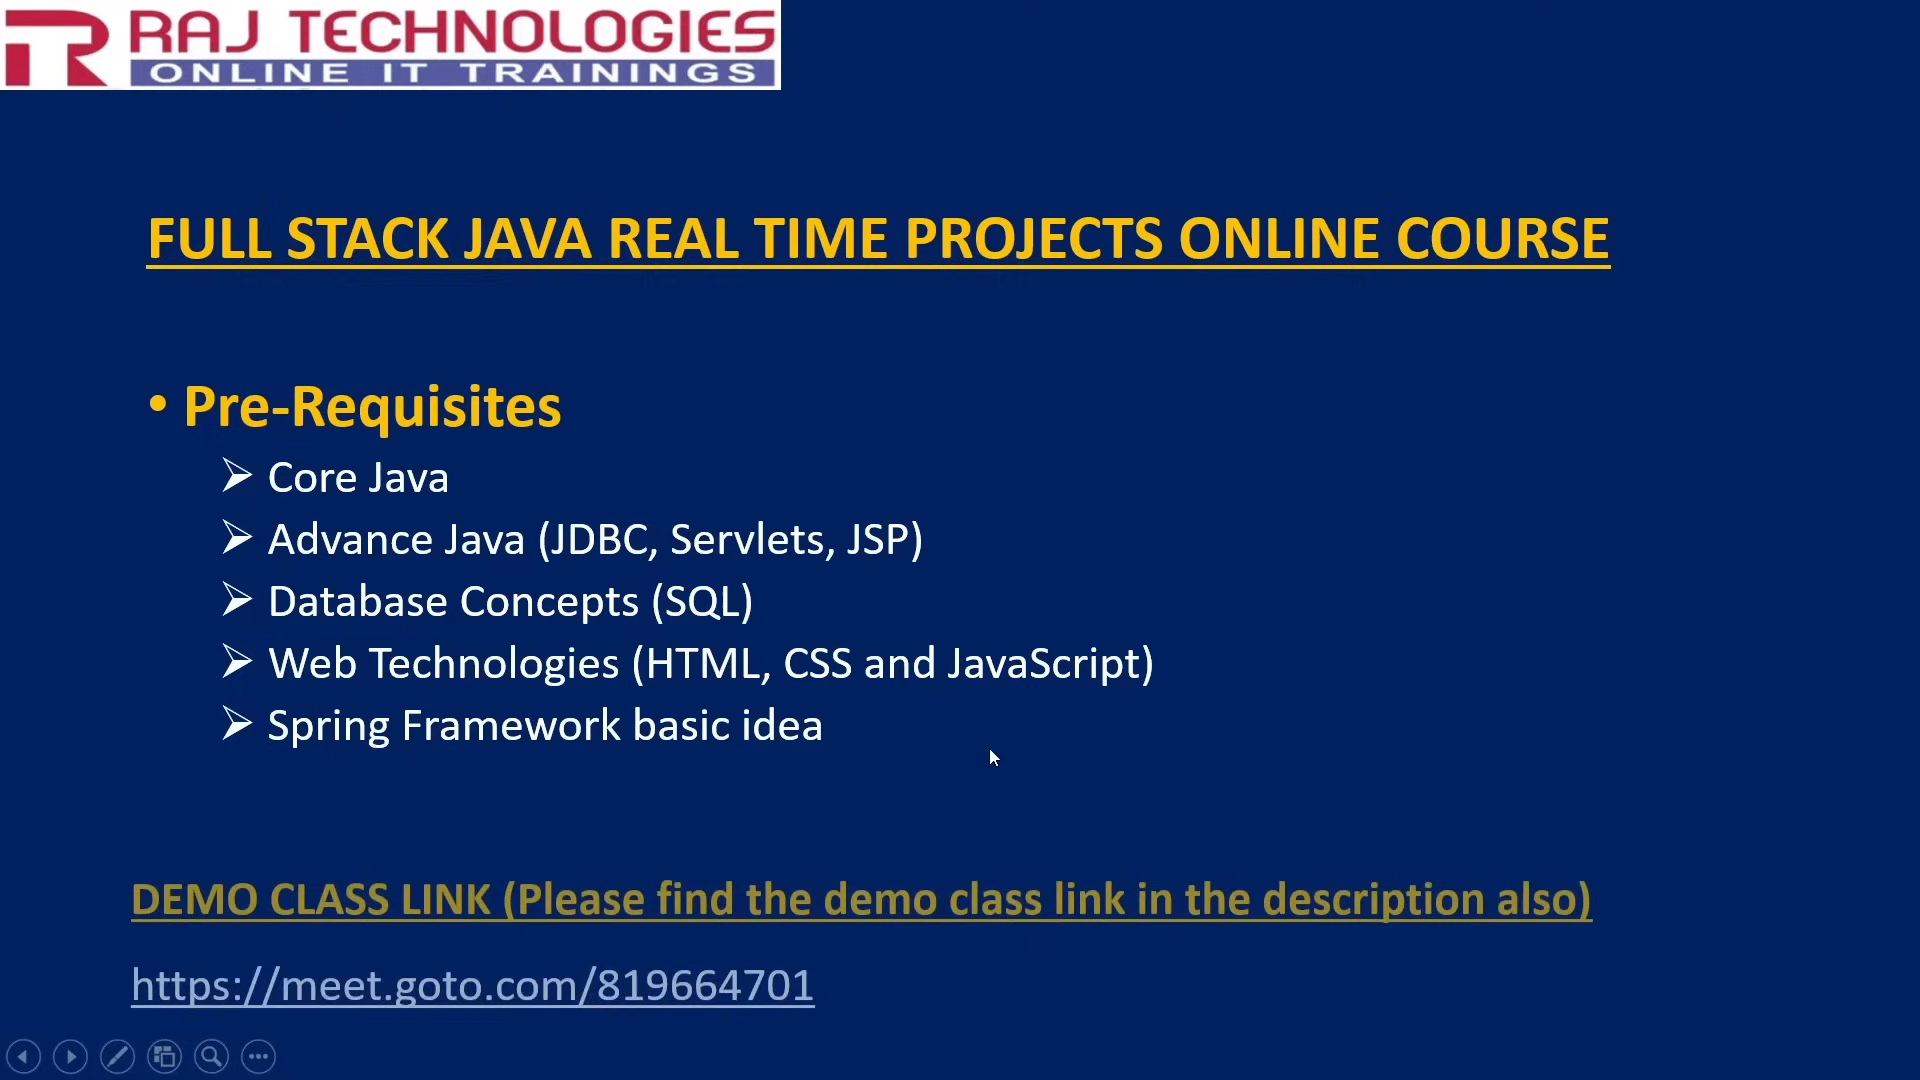 RAJ TECHNOLOGIES
ONLINE IT TRAININGS
FULL STACK JAVA REAL TIME PROJECTS ONLINE COURSE
• Pre-Requisites
➢ Core Java
➢ Advance Java (JDBC, Servlets, JSP)
➢ Database Concepts (SQL)
➢ Web Technologies (HTML, CSS and JavaScript)
➢ Spring Framework basic idea
DEMO CLASS LINK (Please find the demo class link in the description also)
https://meet.goto.com/819664701